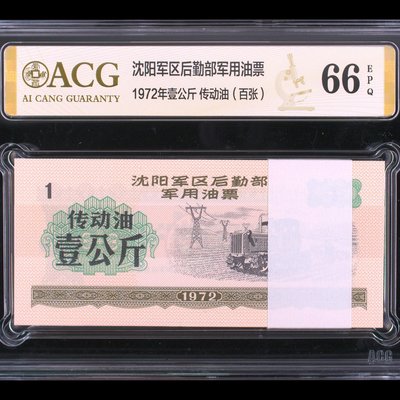 ACG
AI CANG GUARANTY
沈阳军区后勤部军用油票
1972年壹公斤 传动油（百张）
66
EPQ
1
沈阳军区后勤部
军用油票
传动油
壹公斤
1972
ACG